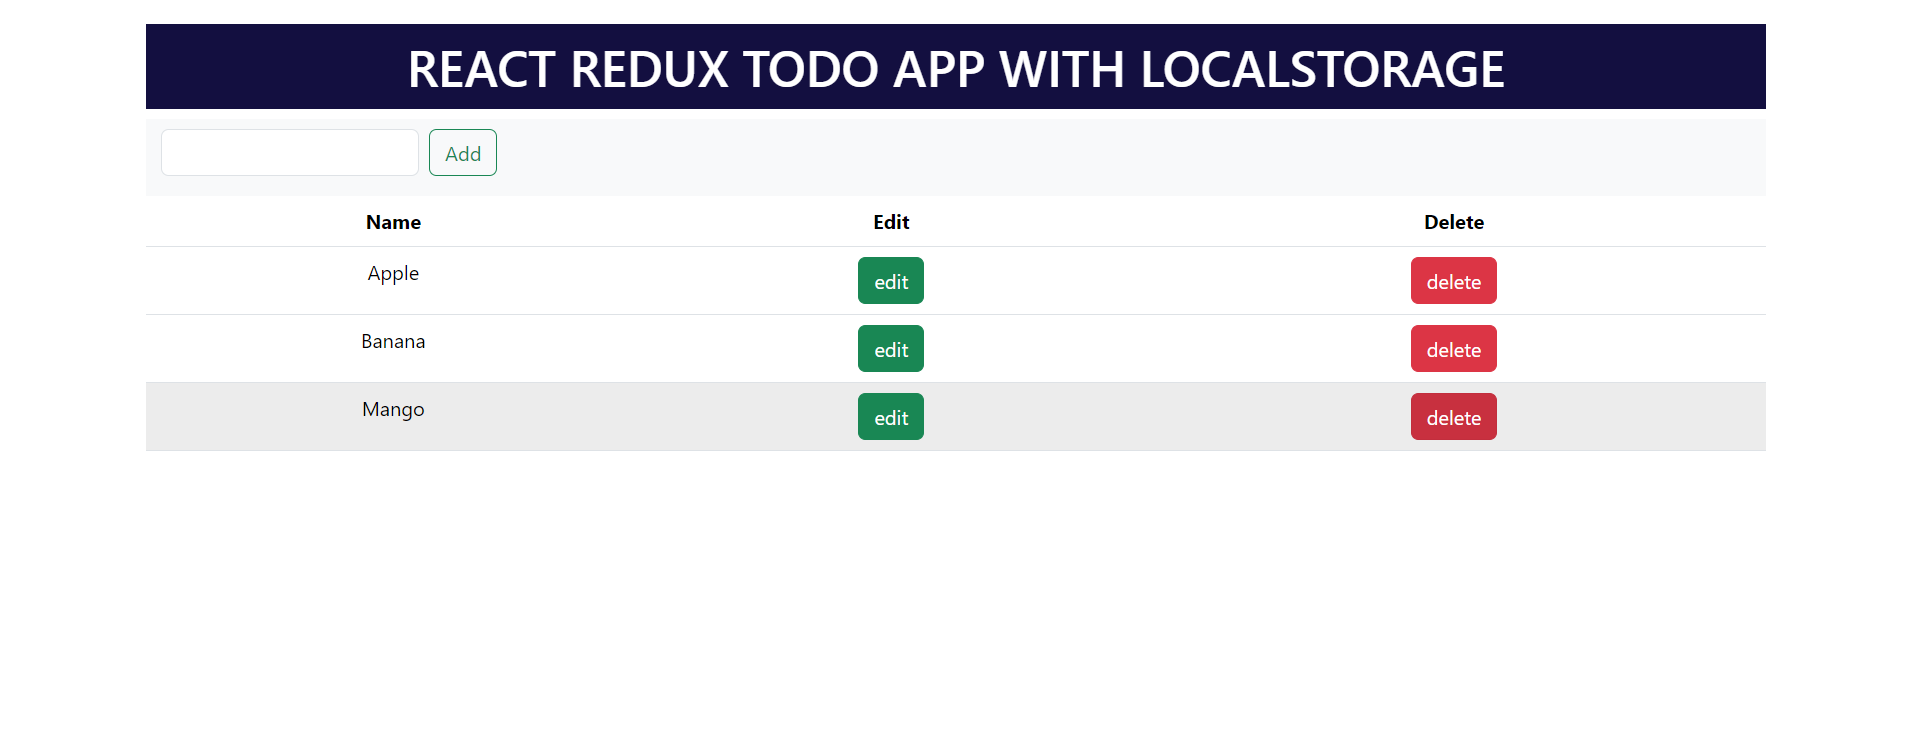 REACT REDUX TODO APP WITH LOCALSTORAGE
Add
Name Edit Delete
Apple edit delete
Banana edit delete
Mango edit delete